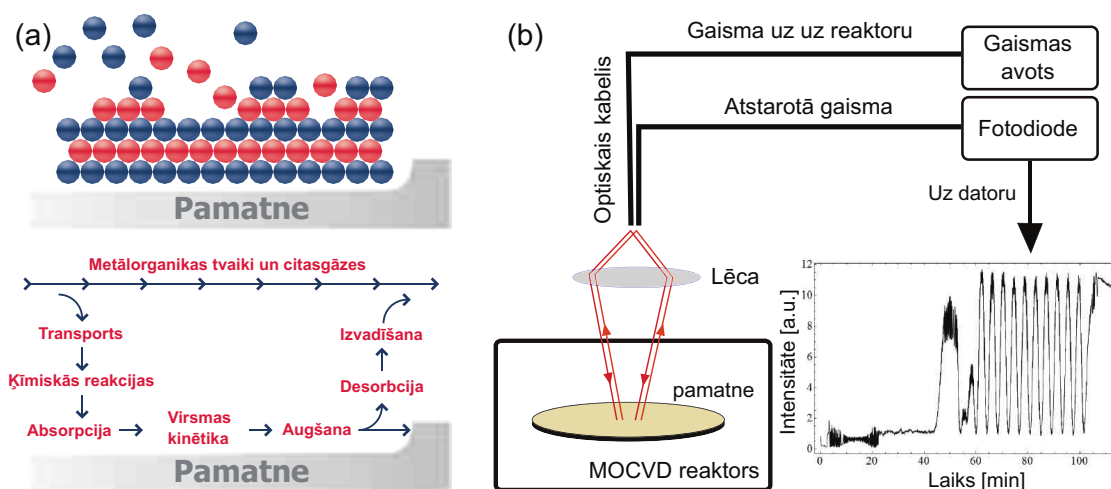 (a)
Pamatne
Metālorganikas tvaiki un citasgāzes
Transports
Izvadīšana
Ķīmiskās reakcijas
Desorbcija
Absorpcija
Virsmas
kinētika
Augšana
Pamatne
(b)
Gaisma uz uz reaktoru
Gaismas
avots
Atstarotā gaisma
Fotodiode
Optiskais kabelis
Uz datoru
Lēca
pamatne
MOCVD reaktors
Intensitāte [a.u.]
12
10
8
6
4
2
0
0
20
40
60
80
100
Laiks [min]